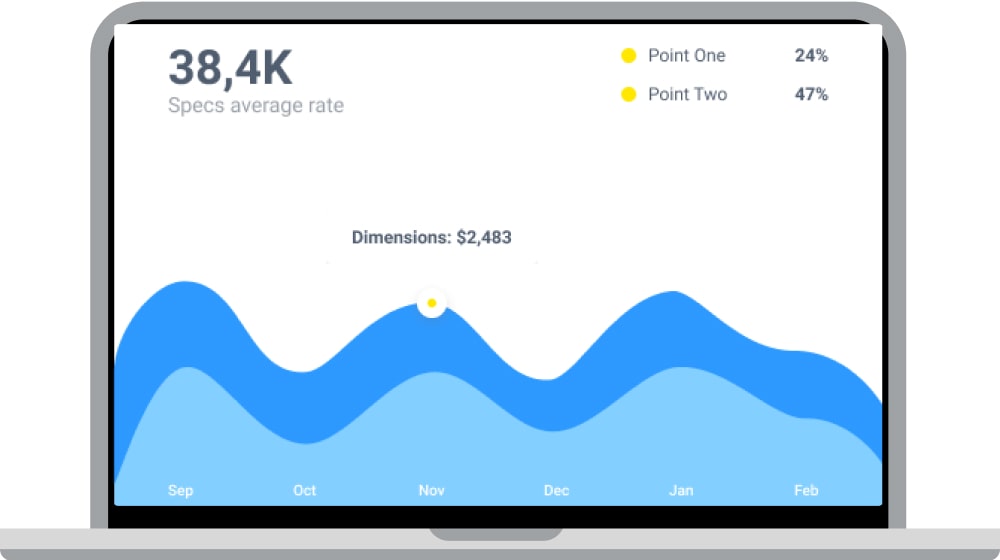 38,4K
Specs average rate
Point One 24%
Point Two 47%
Dimensions: $2,483
Sep Oct Nov Dec Jan Feb